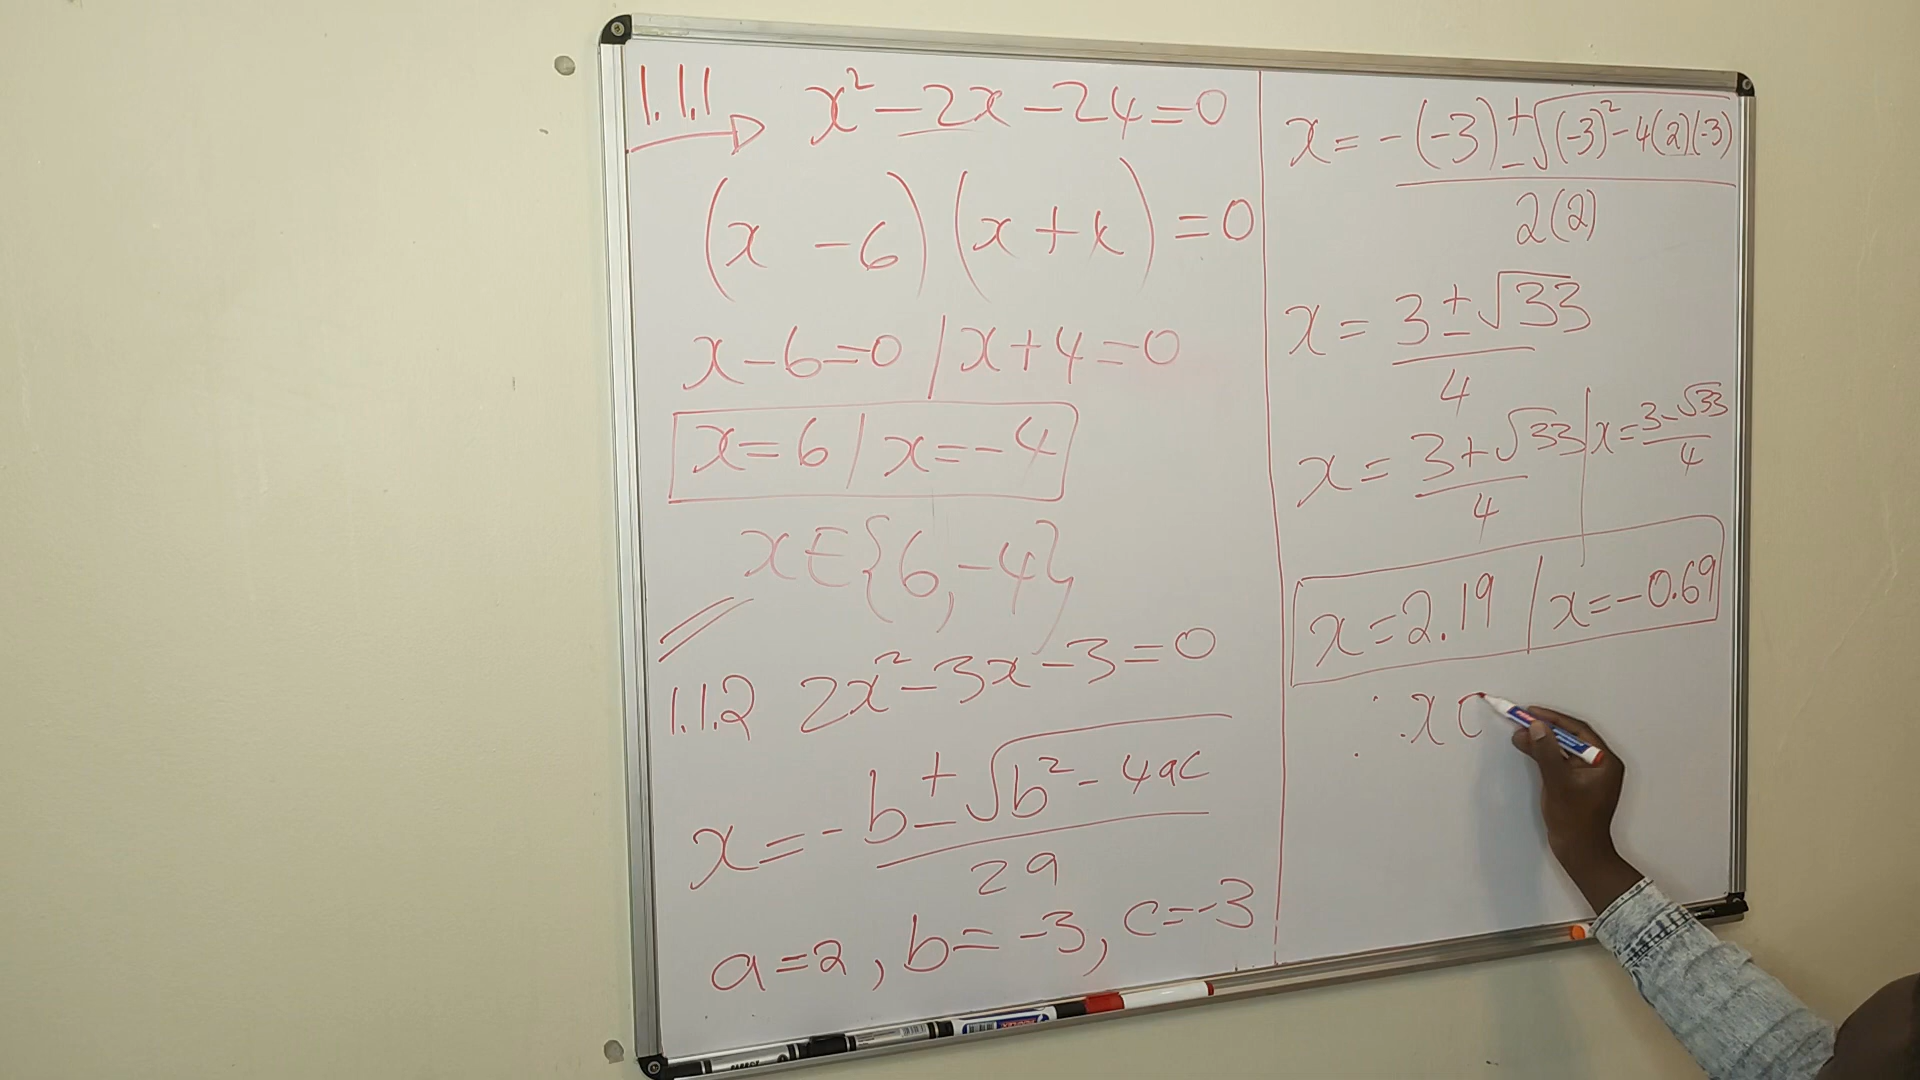 1.1.1 x² - 2x - 24 = 0
(x - 6)(x + 4) = 0
x - 6 = 0 / x + 4 = 0
x = 6 / x = -4
x ∈ {6, -4}
1.1.2 2x² - 3x - 3 = 0
x = -b ± √b² - 4ac
2a
a = 2, b = -3, c = -3
x = -(-3) ± √(-3)² - 4(2)(-3)
2(2)
x = 3 ± √33
4
x = 3 + √33 | x = 3 - √33
4 4
x = 2.19 / x = -0.69
∴ x